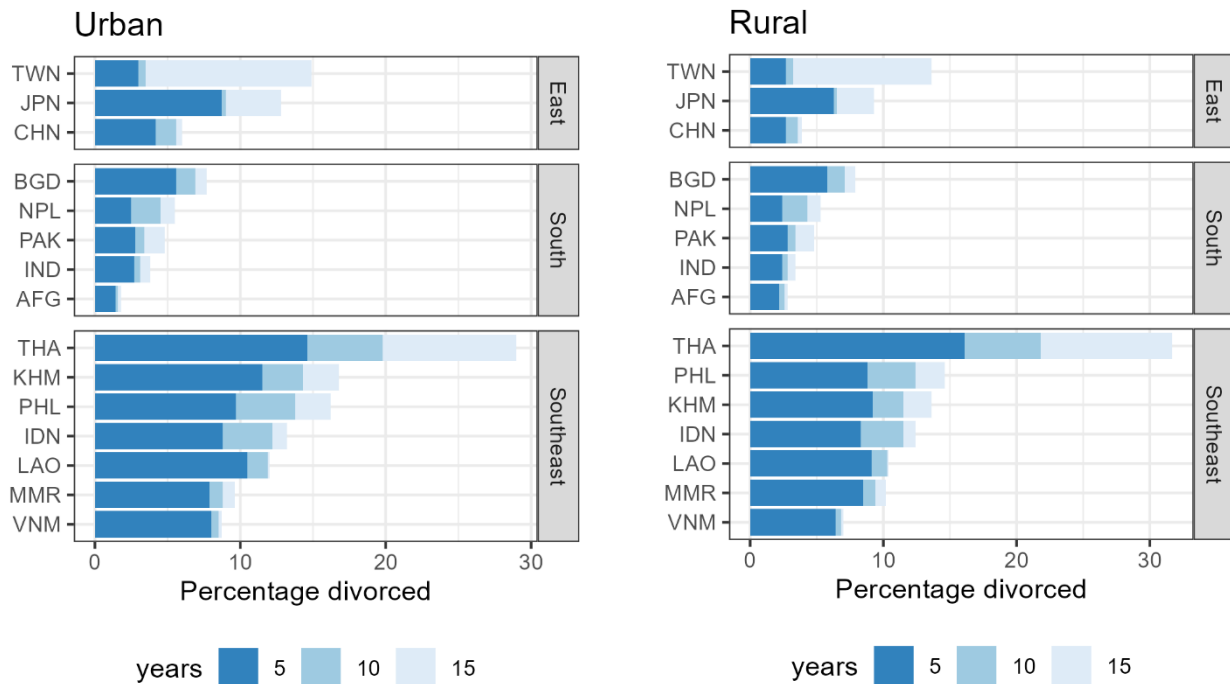 Urban
TWN
JPN
CHN
East
BGD
NPL
PAK
IND
AFG
South
THA
KHM
PHL
IDN
LAO
MMR
VNM
Southeast
0 10 20 30
Percentage divorced
years 5 10 15
Rural
TWN
JPN
CHN
East
BGD
NPL
PAK
IND
AFG
South
THA
PHL
KHM
IDN
LAO
MMR
VNM
Southeast
0 10 20 30
Percentage divorced
years 5 10 15